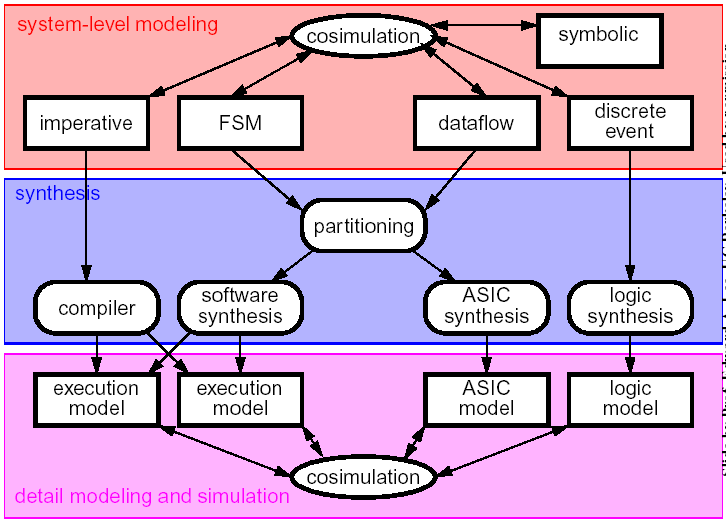 system-level modeling
cosimulation
symbolic
imperative
FSM
dataflow
discrete
event
synthesis
partitioning
compiler
software
synthesis
ASIC
synthesis
logic
synthesis
execution
model
execution
model
ASIC
model
logic
model
cosimulation
detail modeling and simulation